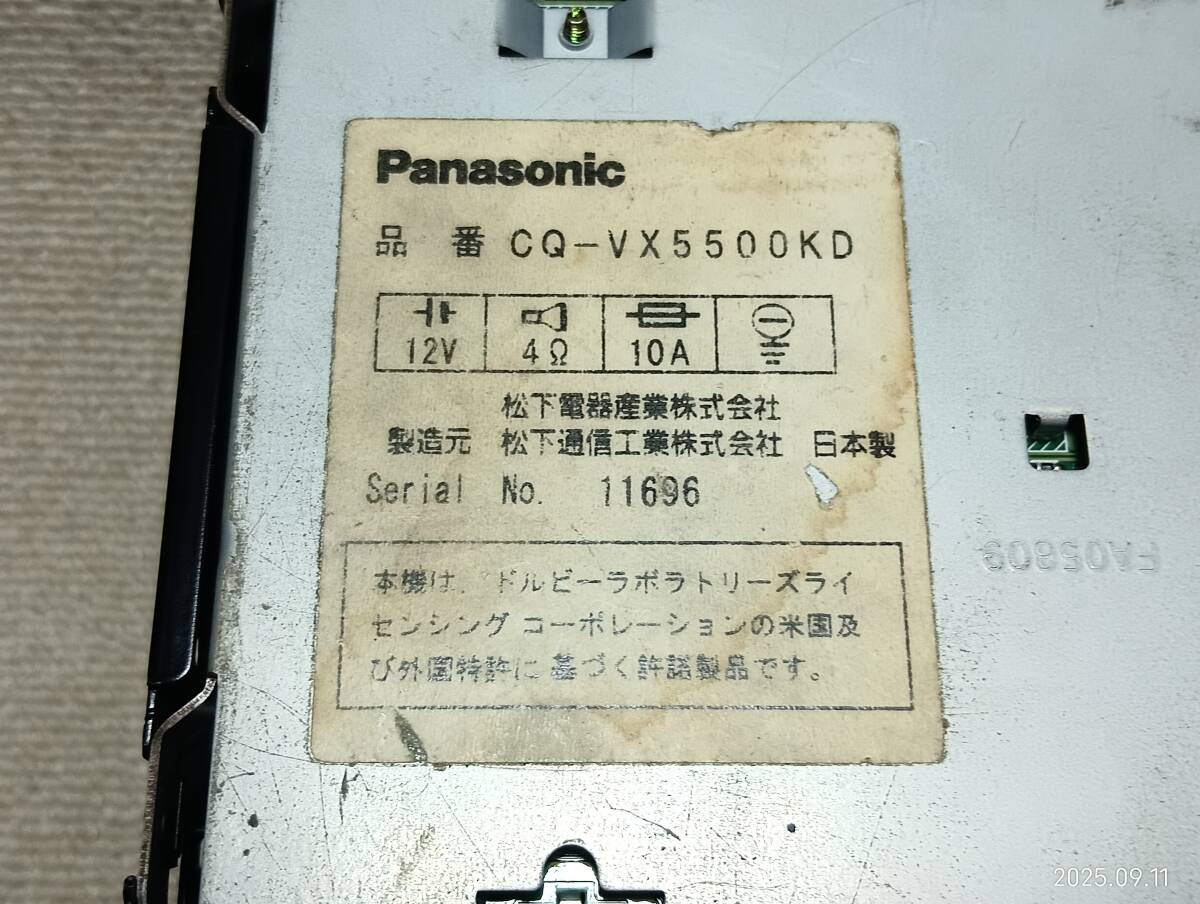 Panasonic
品 番 CQ-VX5500KD
12V 4Ω 10A
松下電器産業株式会社
製造元 松下通信工業株式会社 日本製
Serial No. 11696
本機は、ドルビーラボラトリーズライ
センシング コーポレーションの米国及
び外国特許に基づく許諾製品です。
FA05809
2025.09.11